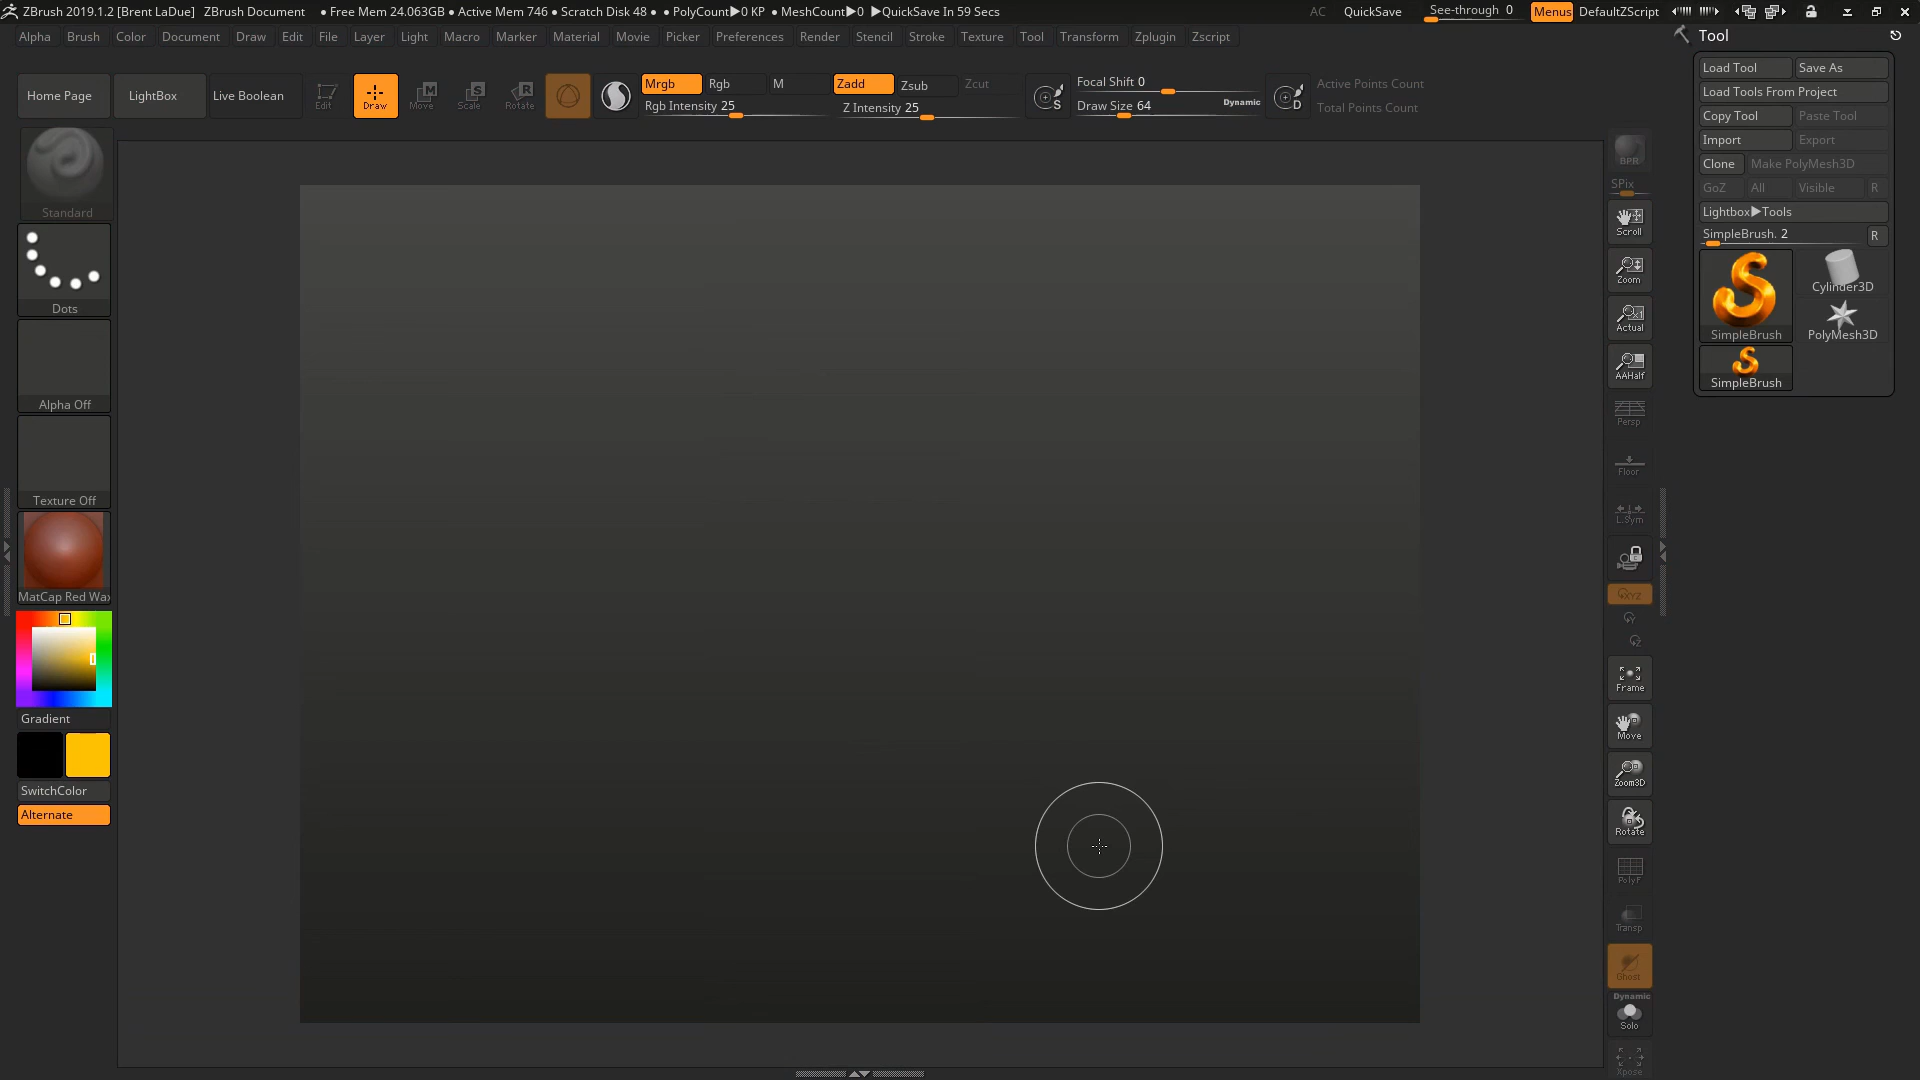 ZBrush 2019.1.2 [Brent LaDue] ZBrush Document ● Free Mem 24.063GB ● Active Mem 746 ● Scratch Disk 48 ● ● PolyCount▶0 KP ● MeshCount▶0 ▶QuickSave In 59 Secs AC QuickSave See-through 0 Menus DefaultZScript
Alpha Brush Color Document Draw Edit File Layer Light Macro Marker Material Movie Picker Preferences Render Stencil Stroke Texture Tool Transform Zplugin Zscript
Home Page LightBox Live Boolean Edit Draw Move Scale Rotate
Mrgb Rgb M Zadd Zsub Zcut
Rgb Intensity 25 Z Intensity 25
S
Focal Shift 0
Draw Size 64 Dynamic
D
Active Points Count
Total Points Count
Standard
Dots
Alpha Off
Texture Off
MatCap Red Wax
Gradient
SwitchColor
Alternate
BPR
SPix
Scroll
Zoom
Actual
AAHalf
Persp
Floor
L.Sym
XYZ
Y
Z
Frame
Move
Zoom3D
Rotate
PolyF
Transp
Ghost
Dynamic
Solo
Xpose
Tool
Load Tool Save As
Load Tools From Project
Copy Tool Paste Tool
Import Export
Clone Make PolyMesh3D
GoZ All Visible R
Lightbox▶Tools
SimpleBrush. 2 R
SimpleBrush
Cylinder3D
PolyMesh3D
SimpleBrush